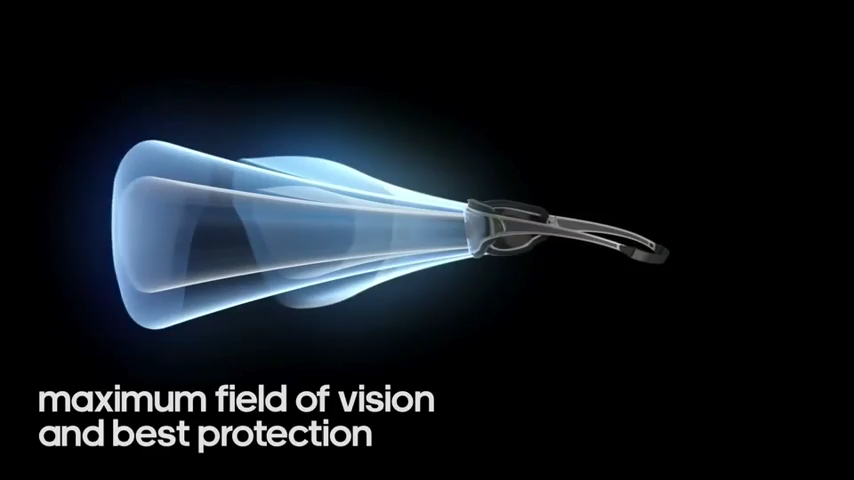 maximum field of vision
and best protection